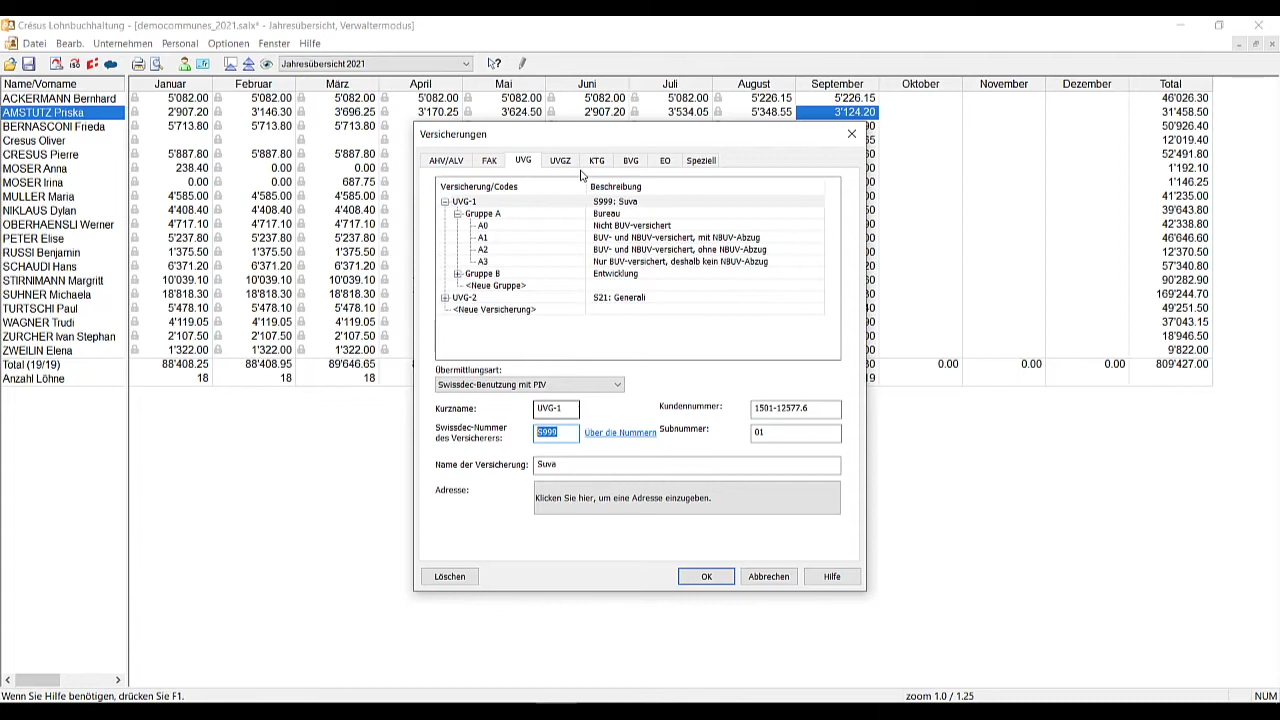 Crésus Lohnbuchhaltung - [democommunes_2021.salx* - Jahresübersicht, Verwaltermodus]
Datei Bearb. Unternehmen Personal Optionen Fenster Hilfe
Jahresübersicht 2021
Name/Vorname Januar Februar März April Mai Juni Juli August September Oktober November Dezember Total
ACKERMANN Bernhard 5'082.00 5'082.00 5'082.00 5'082.00 5'082.00 5'082.00 5'082.00 5'226.15 5'226.15 46'026.30
AMSTUTZ Priska 2'907.20 3'146.30 3'696.25 3'170.25 3'624.50 2'907.20 3'534.05 5'348.55 3'124.20 31'458.50
BERNASCONI Frieda 5'713.80 5'713.80 5'713.80 50'926.40
Cresus Oliver 12'019.40
CRESUS Pierre 5'887.80 5'887.80 5'887.80 52'491.80
MOSER Anna 238.40 0.00 0.00 1'192.10
MOSER Irina 0.00 0.00 687.75 1'146.25
MULLER Maria 4'585.00 4'585.00 4'585.00 41'235.00
NIKLAUS Dylan 4'408.40 4'408.40 4'408.40 39'643.80
OBERHAENSLI Werner 4'717.10 4'717.10 4'717.10 42'336.80
PETER Elise 5'237.80 5'237.80 5'237.80 46'646.60
RUSSI Benjamin 1'375.50 1'375.50 1'375.50 12'347.70
SCHAUDI Hans 6'371.20 6'371.20 6'371.20 57'340.80
STIRNIMANN Margritt 10'039.10 10'039.10 10'039.10 90'282.90
SUHNER Michaela 18'818.30 18'818.30 18'818.30 169'244.70
TURTSCHI Paul 5'478.10 5'478.10 5'478.10 49'251.50
WAGNER Trudi 4'119.05 4'119.05 4'119.05 37'043.15
ZURCHER Ivan Stephan 2'107.50 2'107.50 2'107.50 18'946.50
ZWEILIN Elena 1'322.00 1'322.00 1'322.00 9'822.00
Total (19/19) 88'408.25 88'408.95 89'646.65 0.00 0.00 0.00 809'427.00
Anzahl Löhne 18 18 18
Versicherungen
AHV/ALV FAK UVG UVGZ KTG BVG EO Speziell
Versicherung/Codes Beschreibung
UVG-1 S999: Suva
Gruppe A Bureau
A0 Nicht BUV-versichert
A1 BUV- und NBUV-versichert, mit NBUV-Abzug
A2 BUV- und NBUV-versichert, ohne NBUV-Abzug
A3 Nur BUV-versichert, deshalb kein NBUV-Abzug
Gruppe B Entwicklung
<Neue Gruppe>
UVG-2 S21: Generali
<Neue Versicherung>
Übermittlungsart:
Swissdec-Benutzung mit PIV
Kurzname: UVG-1 Kundennummer: 1501-12577.6
Swissdec-Nummer
des Versicherers: S999 Über die Nummern Subnummer: 01
Name der Versicherung: Suva
Adresse: Klicken Sie hier, um eine Adresse einzugeben.
Löschen OK Abbrechen Hilfe
Wenn Sie Hilfe benötigen, drücken Sie F1. zoom 1.0 / 1.25 NUM